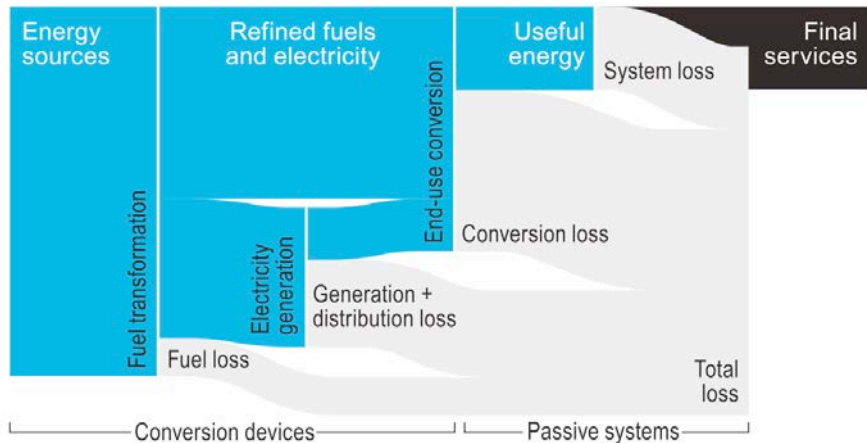 Energy
sources
Refined fuels
and electricity
Useful
energy
Final
services
System loss
Fuel transformation
Electricity
generation
End-use conversion
Conversion loss
Generation +
distribution loss
Fuel loss
Total
loss
Conversion devices
Passive systems